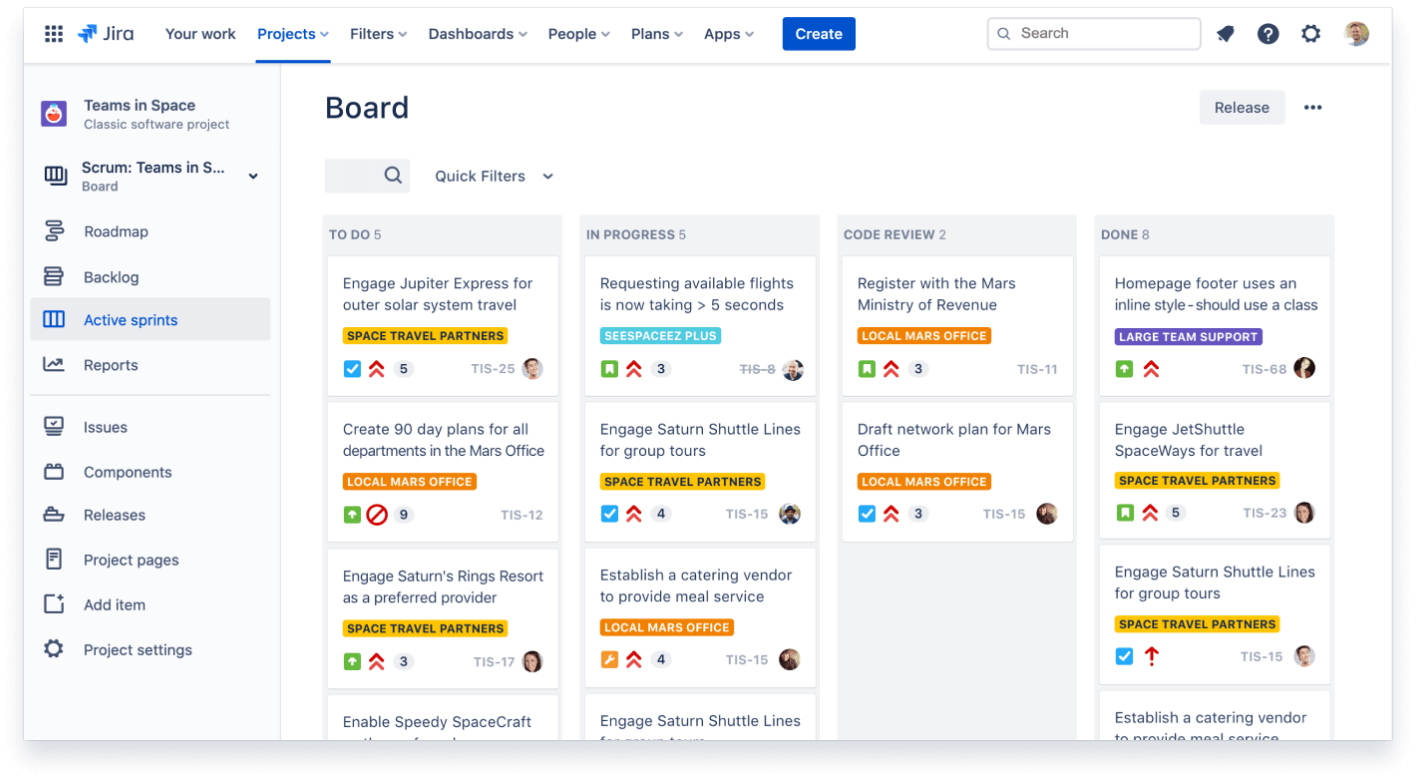 Jira Your work Projects Filters Dashboards People Plans Apps Create Search
Teams in Space
Classic software project
Scrum: Teams in S...
Board
Roadmap
Backlog
Active sprints
Reports
Issues
Components
Releases
Project pages
Add item
Project settings
Board
Release
Quick Filters
TO DO 5
Engage Jupiter Express for
outer solar system travel
SPACE TRAVEL PARTNERS
5 TIS-25
Create 90 day plans for all
departments in the Mars Office
LOCAL MARS OFFICE
9 TIS-12
Engage Saturn's Rings Resort
as a preferred provider
SPACE TRAVEL PARTNERS
3 TIS-17
Enable Speedy SpaceCraft
IN PROGRESS 5
Requesting available flights
is now taking > 5 seconds
SEESPACEEZ PLUS
3 TIS-8
Engage Saturn Shuttle Lines
for group tours
SPACE TRAVEL PARTNERS
4 TIS-15
Establish a catering vendor
to provide meal service
LOCAL MARS OFFICE
4 TIS-15
Engage Saturn Shuttle Lines
for group tours
CODE REVIEW 2
Register with the Mars
Ministry of Revenue
LOCAL MARS OFFICE
3 TIS-11
Draft network plan for Mars
Office
LOCAL MARS OFFICE
3 TIS-15
DONE 8
Homepage footer uses an
inline style-should use a class
LARGE TEAM SUPPORT
TIS-68
Engage JetShuttle
SpaceWays for travel
SPACE TRAVEL PARTNERS
5 TIS-23
Engage Saturn Shuttle Lines
for group tours
SPACE TRAVEL PARTNERS
TIS-15
Establish a catering vendor
to provide meal service